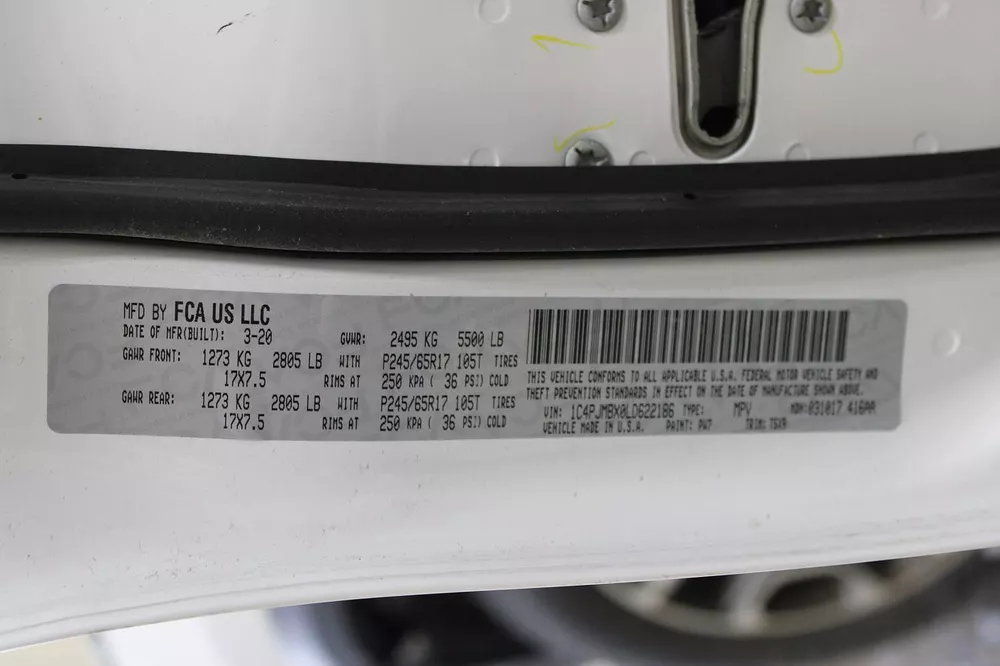 MFD BY FCA US LLC
DATE OF MFR(BUILT): 3-20 GVWR: 2495 KG 5500 LB
GAWR FRONT: 1273 KG 2805 LB WITH P245/65R17 105T TIRES
17X7.5 RIMS AT 250 KPA ( 36 PSI) COLD
GAWR REAR: 1273 KG 2805 LB WITH P245/65R17 105T TIRES
17X7.5 RIMS AT 250 KPA ( 36 PSI) COLD
THIS VEHICLE CONFORMS TO ALL APPLICABLE U.S.A. FEDERAL MOTOR VEHICLE SAFETY AND
THEFT PREVENTION STANDARDS IN EFFECT ON THE DATE OF MANUFACTURE SHOWN ABOVE.
VIN: 1C4PJMBX0LD622186 TYPE: MPV MDH: 031017 416AA
VEHICLE MADE IN U.S.A. PAINT: PW7 TRIM: T5X9